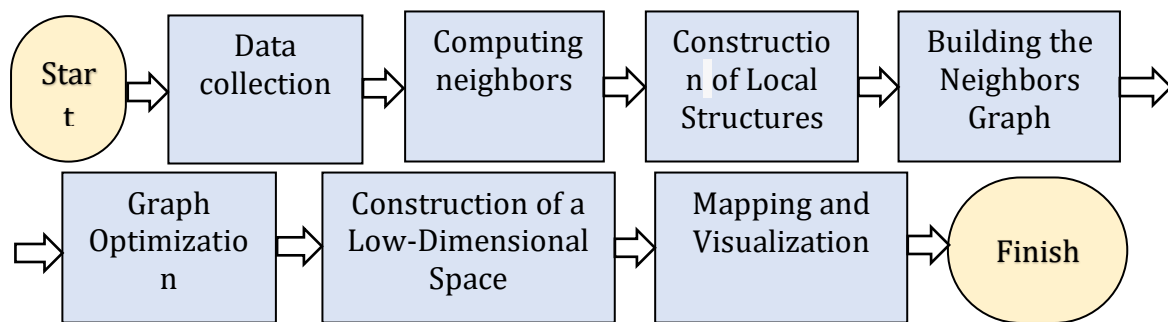 Star
t
Data
collection
Computing
neighbors
Constructio
n of Local
Structures
Building the
Neighbors
Graph
Graph
Optimizatio
n
Construction of a
Low-Dimensional
Space
Mapping and
Visualization
Finish